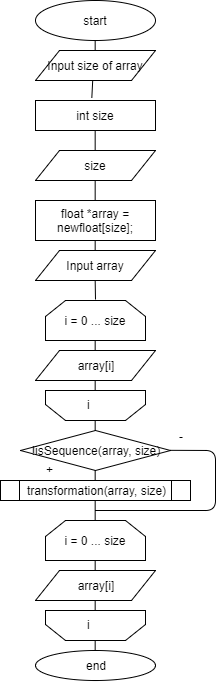 start
Input size of array
int size
size
float *array =
newfloat[size];
Input array
i = 0 ... size
array[i]
i
!isSequence(array, size)
-
+
transformation(array, size)
i = 0 ... size
array[i]
i
end